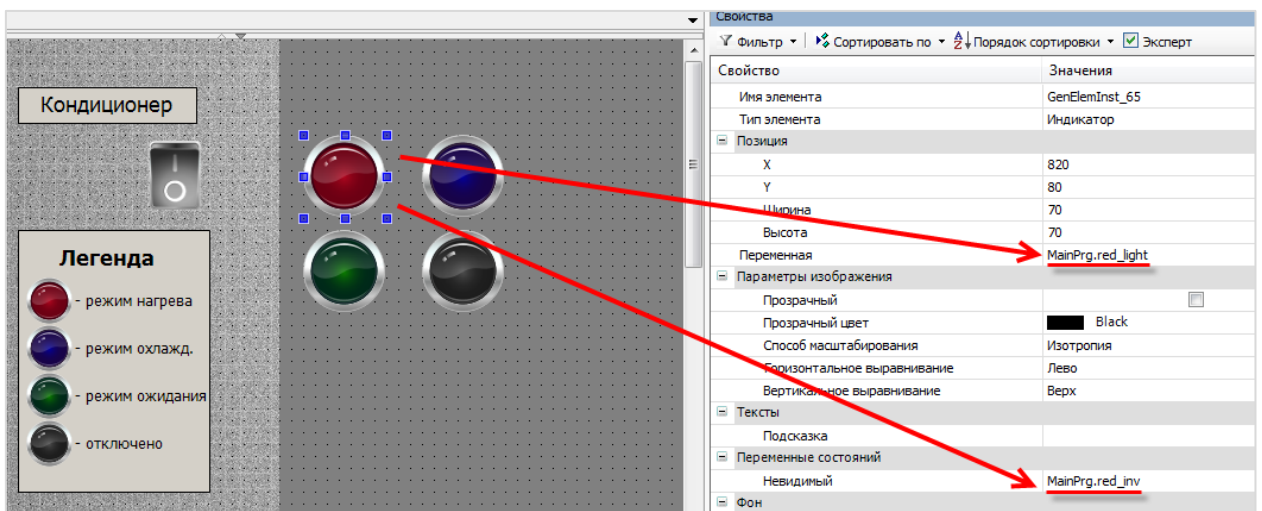 Кондиционер
Легенда
- режим нагрева
- режим охлажд.
- режим ожидания
- отключено
Свойства
Фильтр Сортировать по Порядок сортировки Эксперт
Свойство Значения
Имя элемента GenElemInst_65
Тип элемента Индикатор
Позиция
X 820
Y 80
Ширина 70
Высота 70
Переменная MainPrg.red_light
Параметры изображения
Прозрачный
Прозрачный цвет Black
Способ масштабирования Изотропия
Горизонтальное выравнивание Лево
Вертикальное выравнивание Верх
Тексты
Подсказка
Переменные состояний
Невидимый MainPrg.red_inv
Фон